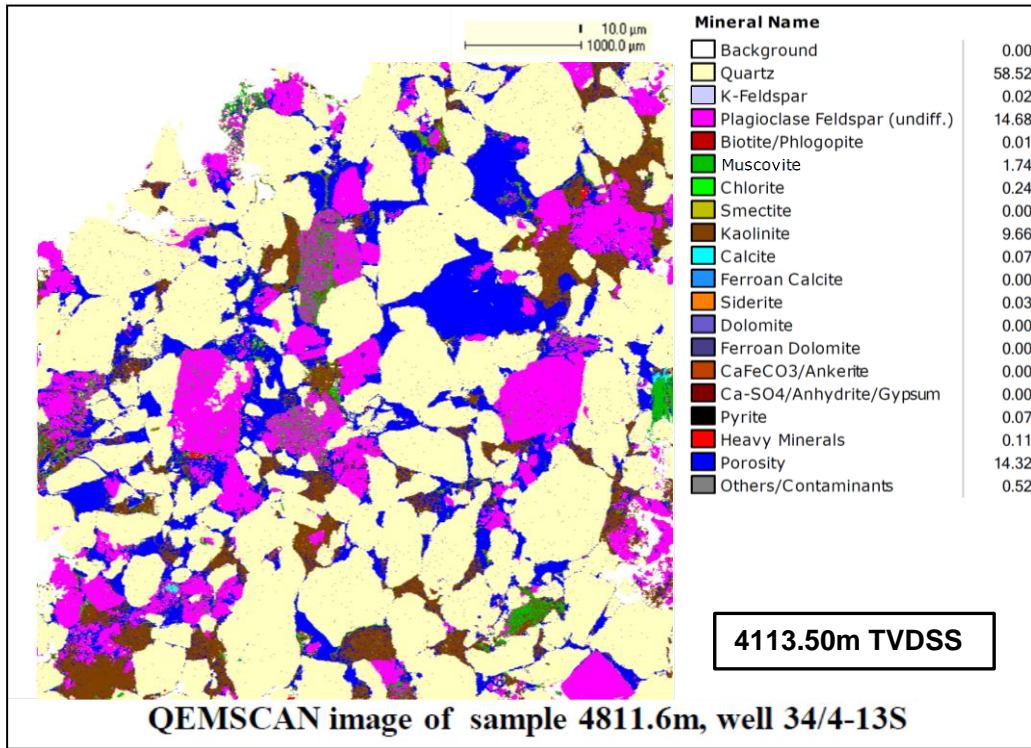 10.0 µm
1000.0 µm
Mineral Name
Background 0.00
Quartz 58.52
K-Feldspar 0.02
Plagioclase Feldspar (undiff.) 14.68
Biotite/Phlogopite 0.01
Muscovite 1.74
Chlorite 0.24
Smectite 0.00
Kaolinite 9.66
Calcite 0.07
Ferroan Calcite 0.00
Siderite 0.03
Dolomite 0.00
Ferroan Dolomite 0.00
CaFeCO3/Ankerite 0.00
Ca-SO4/Anhydrite/Gypsum 0.00
Pyrite 0.07
Heavy Minerals 0.11
Porosity 14.32
Others/Contaminants 0.52
4113.50m TVDSS
QEMSCAN image of sample 4811.6m, well 34/4-13S